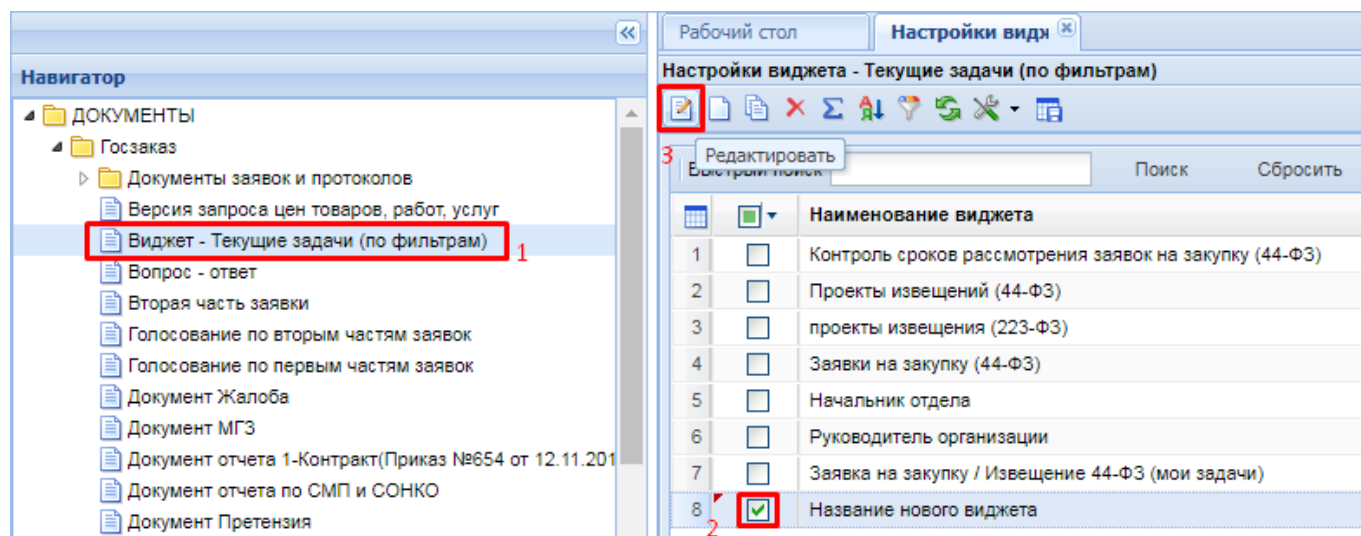 Навигатор
ДОКУМЕНТЫ
Госзаказ
Документы заявок и протоколов
Версия запроса цен товаров, работ, услуг
Виджет - Текущие задачи (по фильтрам)
1
Вопрос - ответ
Вторая часть заявки
Голосование по вторым частям заявок
Голосование по первым частям заявок
Документ Жалоба
Документ МГЗ
Документ отчета 1-Контракт(Приказ №654 от 12.11.201
Документ отчета по СМП и СОНКО
Документ Претензия
Рабочий стол Настройки видж
Настройки виджета - Текущие задачи (по фильтрам)
3 Редактировать
Быстрый поиск Поиск Сбросить
Наименование виджета
1 Контроль сроков рассмотрения заявок на закупку (44-ФЗ)
2 Проекты извещений (44-ФЗ)
3 проекты извещения (223-ФЗ)
4 Заявки на закупку (44-ФЗ)
5 Начальник отдела
6 Руководитель организации
7 Заявка на закупку / Извещение 44-ФЗ (мои задачи)
8 Название нового виджета
2